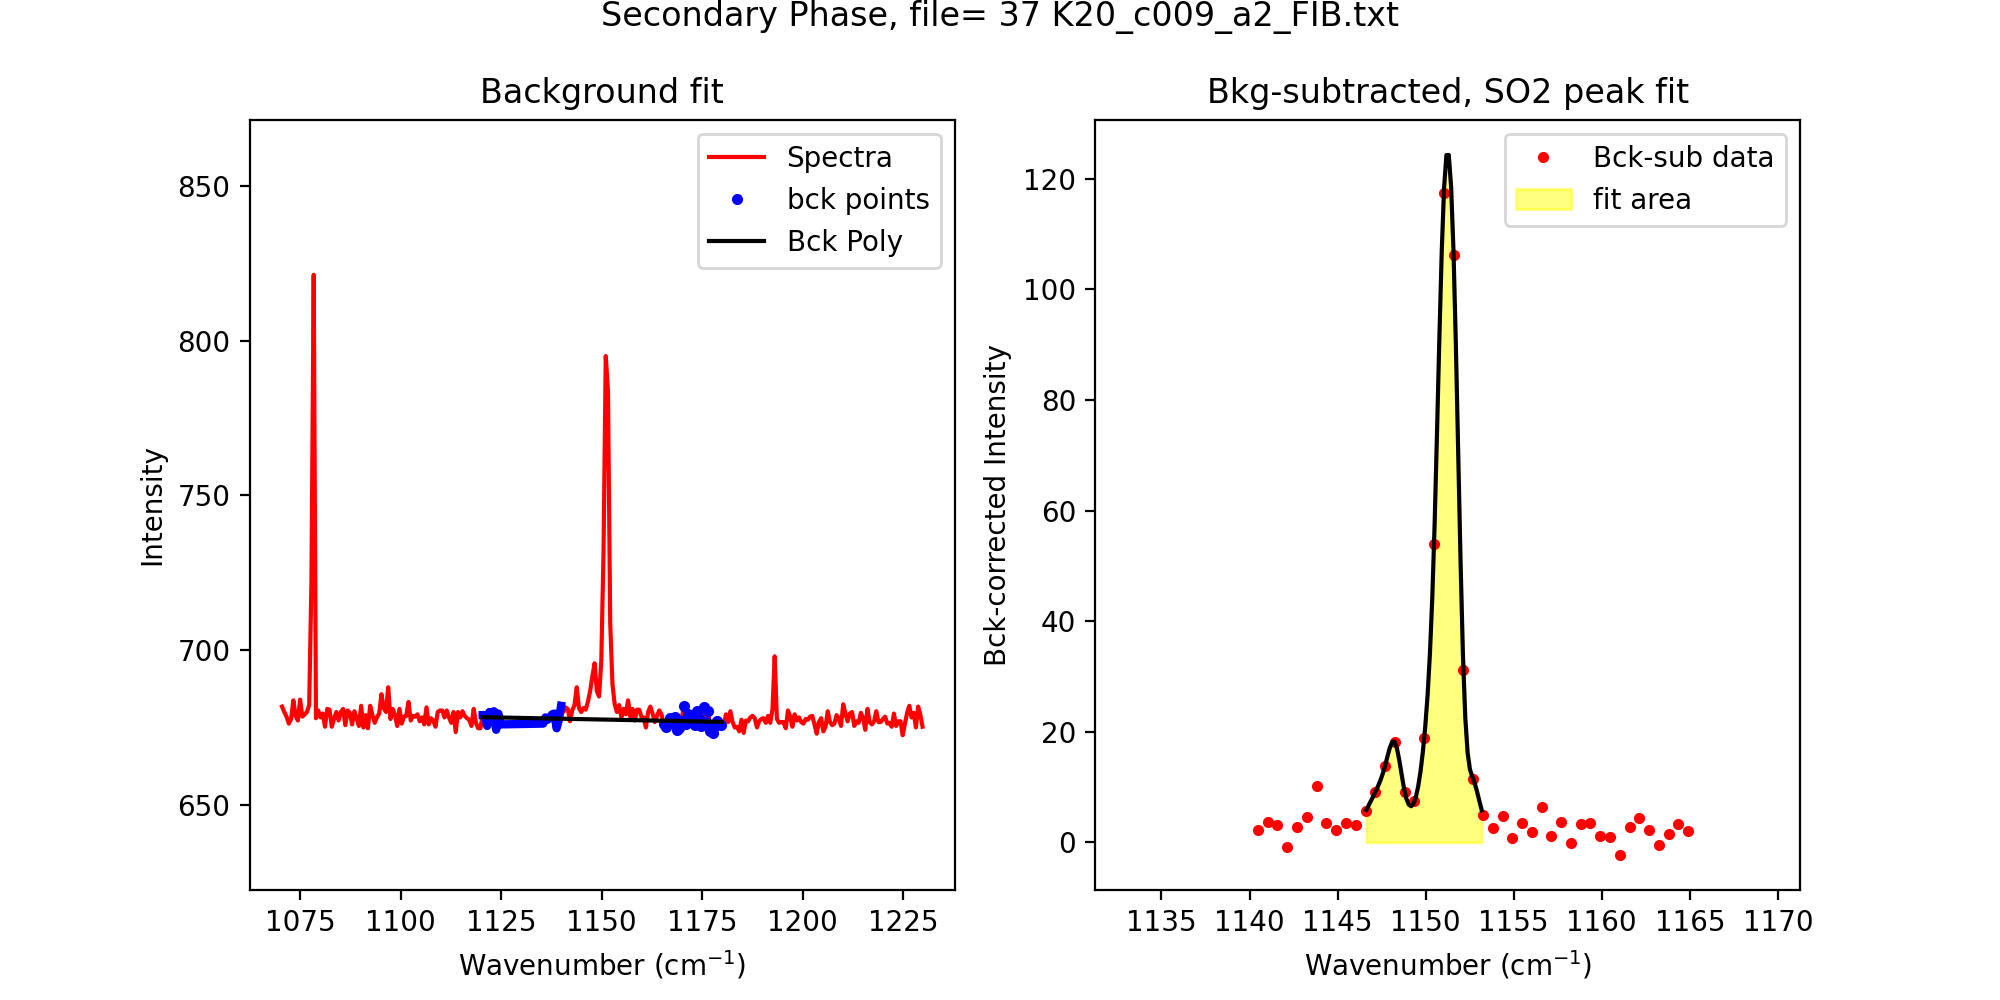 Secondary Phase, file= 37 K20_c009_a2_FIB.txt
Background fit
Spectra
bck points
Bck Poly
850
800
750
700
650
Intensity
1075 1100 1125 1150 1175 1200 1225
Wavenumber (cm⁻¹)
Bkg-subtracted, SO2 peak fit
Bck-sub data
fit area
120
100
80
60
40
20
0
Bck-corrected Intensity
1135 1140 1145 1150 1155 1160 1165 1170
Wavenumber (cm⁻¹)